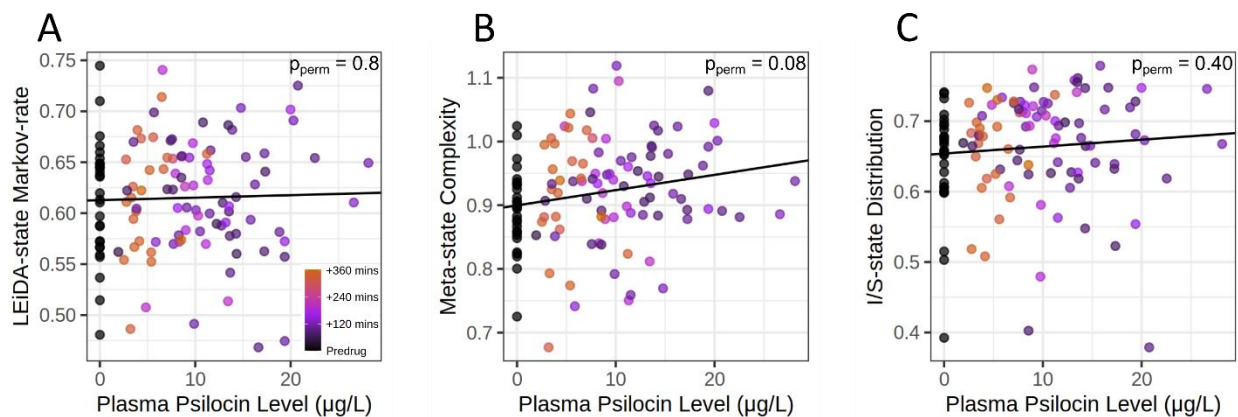 A
p_perm = 0.8
LEiDA-state Markov-rate
0.75
0.70
0.65
0.60
0.55
0.50
+360 mins
+240 mins
+120 mins
Predrug
0 10 20
Plasma Psilocin Level (µg/L)
B
p_perm = 0.08
Meta-state Complexity
1.1
1.0
0.9
0.8
0.7
0 10 20
Plasma Psilocin Level (µg/L)
C
p_perm = 0.40
I/S-state Distribution
0.7
0.6
0.5
0.4
0 10 20
Plasma Psilocin Level (µg/L)